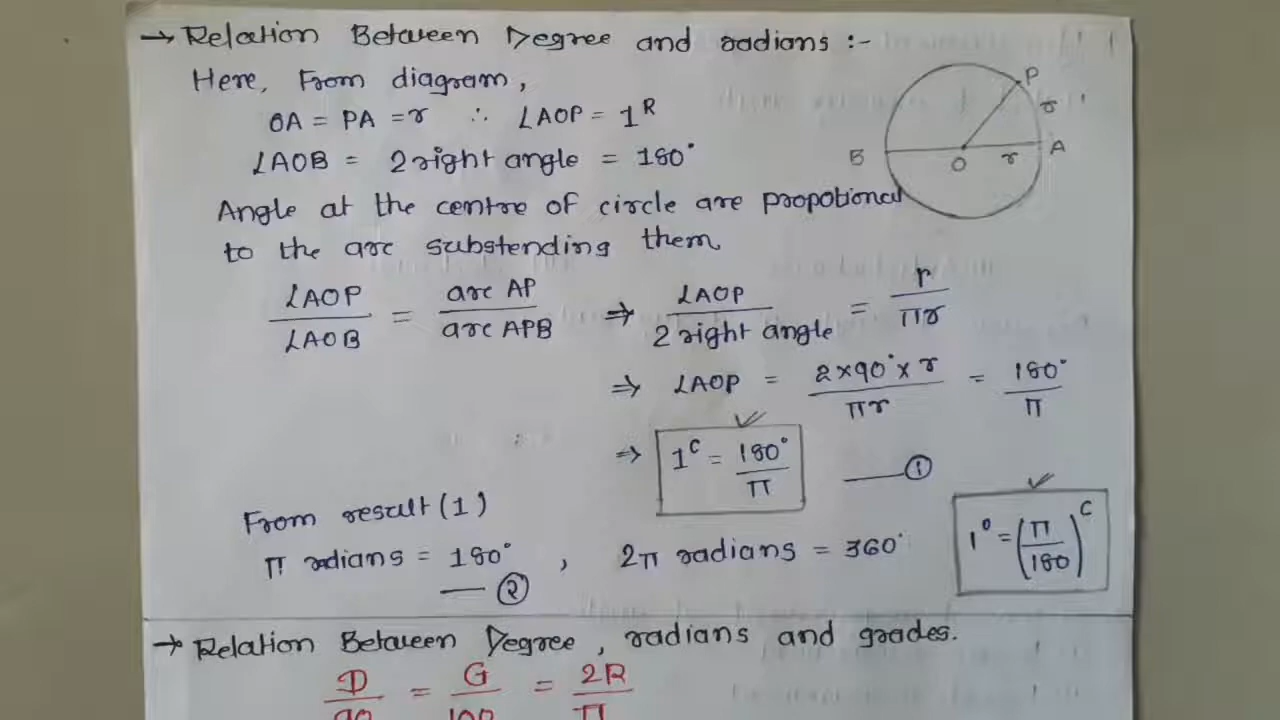 → Relation Between Degree and radians :-
Here, From diagram,
OA = PA = r ∴ ∠AOP = 1ᴿ
∠AOB = 2 right angle = 180°
Angle at the centre of circle are propotional
to the arc substending them
∠AOP/∠AOB = arc AP/arc APB ⇒ ∠AOP/2 right angle = r/πr
⇒ ∠AOP = 2×90°×r/πr = 180°/π
⇒ 1ᶜ = 180°/π —— ①
From result (1)
π radians = 180° , 2π radians = 360°
—— ②
1° = (π/180)ᶜ
P
r
B
O
r
A
→ Relation Between Degree, radians and grades.
D/90 = G/100 = 2R/π